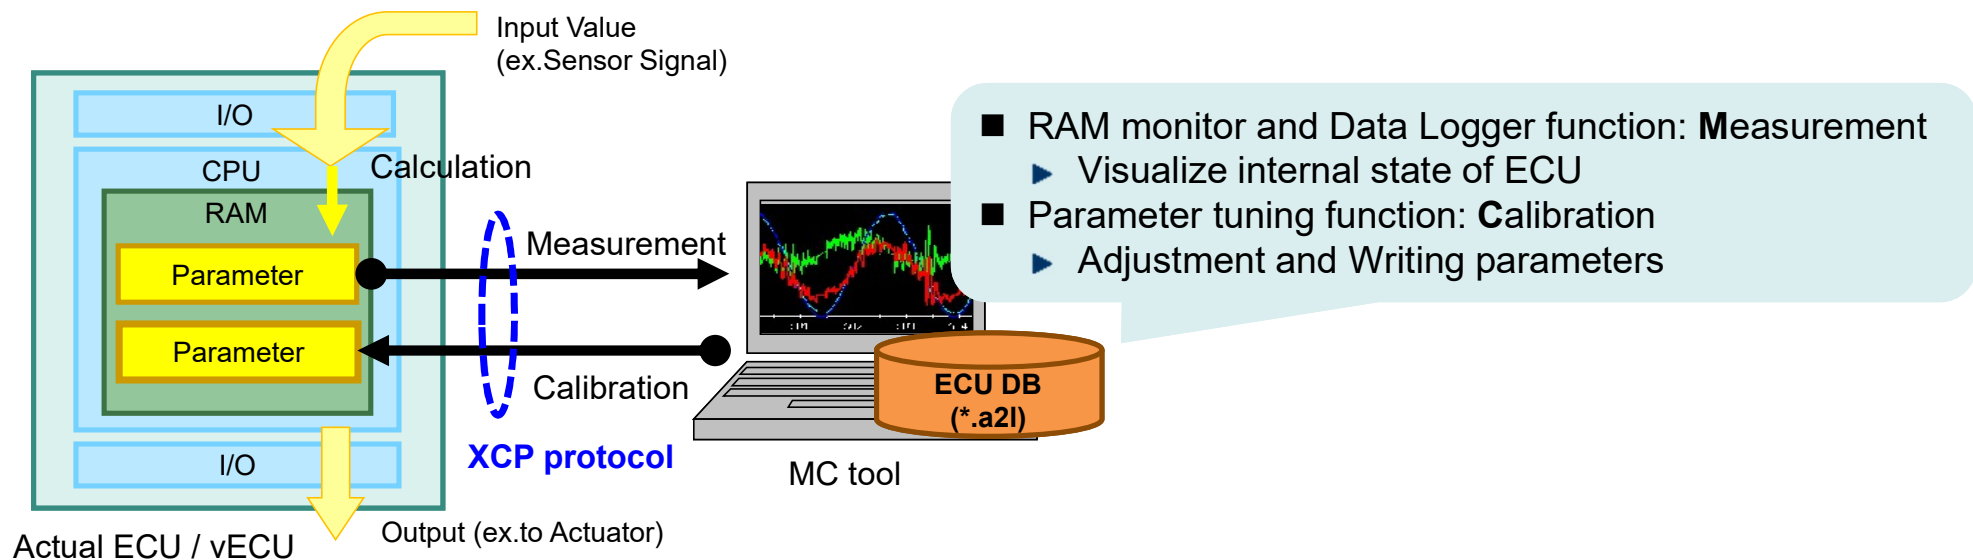 Input Value
(ex.Sensor Signal)
I/O
CPU
Calculation
RAM
Parameter
Measurement
Parameter
Calibration
I/O
XCP protocol
Output (ex.to Actuator)
Actual ECU / vECU
ECU DB
(*.a2l)
MC tool
RAM monitor and Data Logger function: Measurement
Visualize internal state of ECU
Parameter tuning function: Calibration
Adjustment and Writing parameters